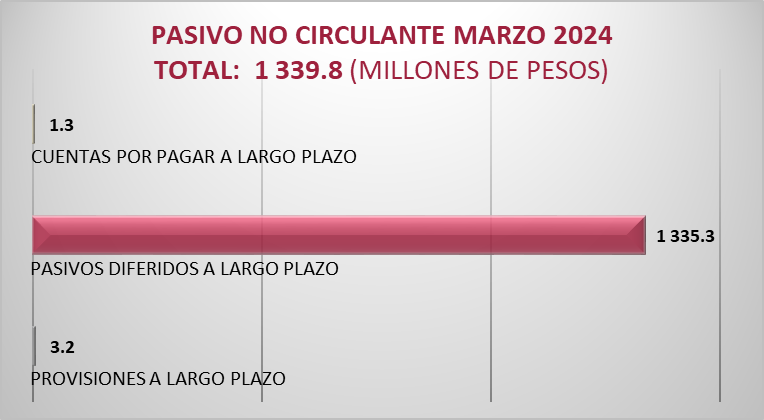 PASIVO NO CIRCULANTE MARZO 2024
TOTAL:  1 339.8 (MILLONES DE PESOS)
1.3
CUENTAS POR PAGAR A LARGO PLAZO
1 335.3
PASIVOS DIFERIDOS A LARGO PLAZO
3.2
PROVISIONES A LARGO PLAZO